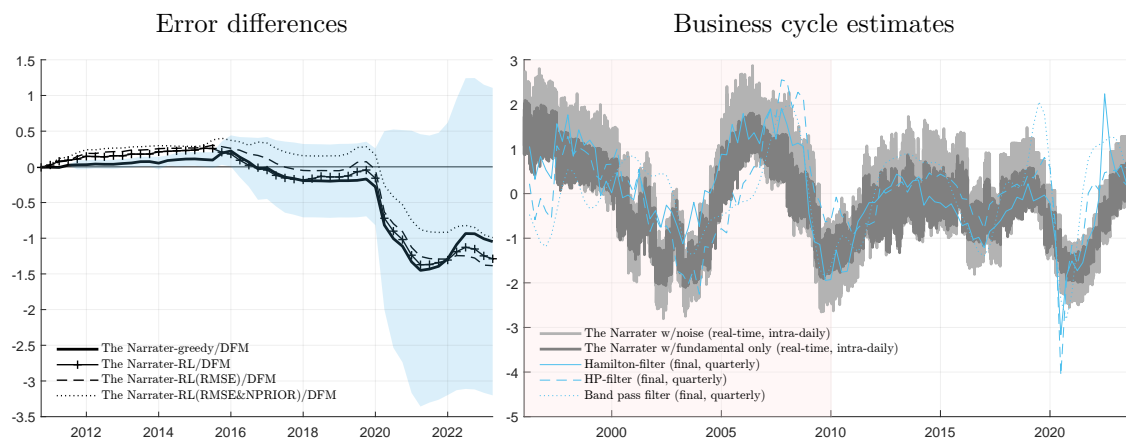 Error differences
1.5
1
0.5
0
-0.5
-1
-1.5
-2
-2.5
-3
-3.5
The Narrater-greedy/DFM
The Narrater-RL/DFM
The Narrater-RL(RMSE)/DFM
The Narrater-RL(RMSE&NPRIOR)/DFM
2012 2014 2016 2018 2020 2022
Business cycle estimates
3
2
1
0
-1
-2
-3
-4
-5
The Narrater w/noise (real-time, intra-daily)
The Narrater w/fundamental only (real-time, intra-daily)
Hamilton-filter (final, quarterly)
HP-filter (final, quarterly)
Band pass filter (final, quarterly)
2000 2005 2010 2015 2020